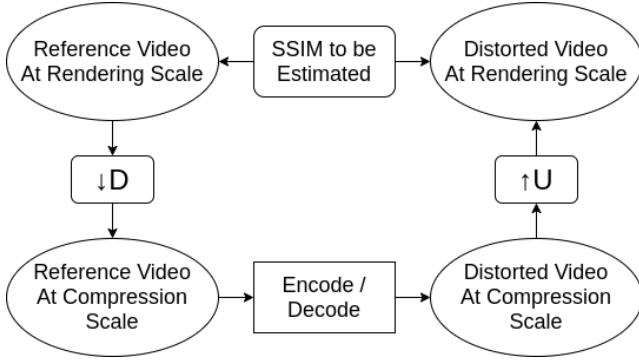 Reference Video
At Rendering Scale
SSIM to be
Estimated
Distorted Video
At Rendering Scale
↓D
↑U
Reference Video
At Compression
Scale
Encode /
Decode
Distorted Video
At Compression
Scale